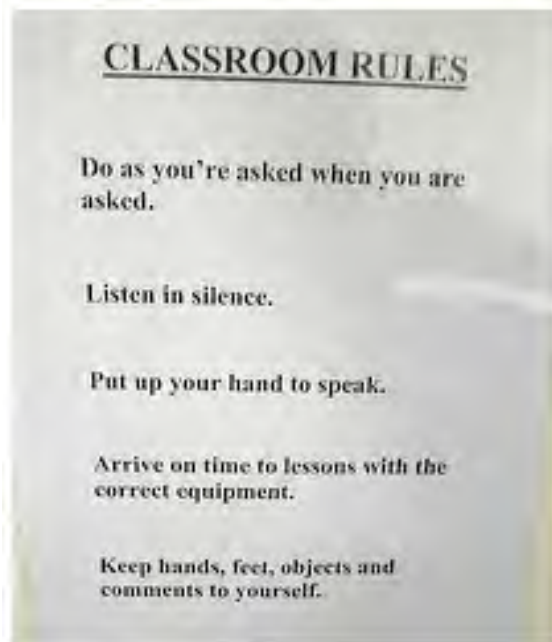 CLASSROOM RULES
Do as you're asked when you are
asked.
Listen in silence.
Put up your hand to speak.
Arrive on time to lessons with the
correct equipment.
Keep hands, feet, objects and
comments to yourself.